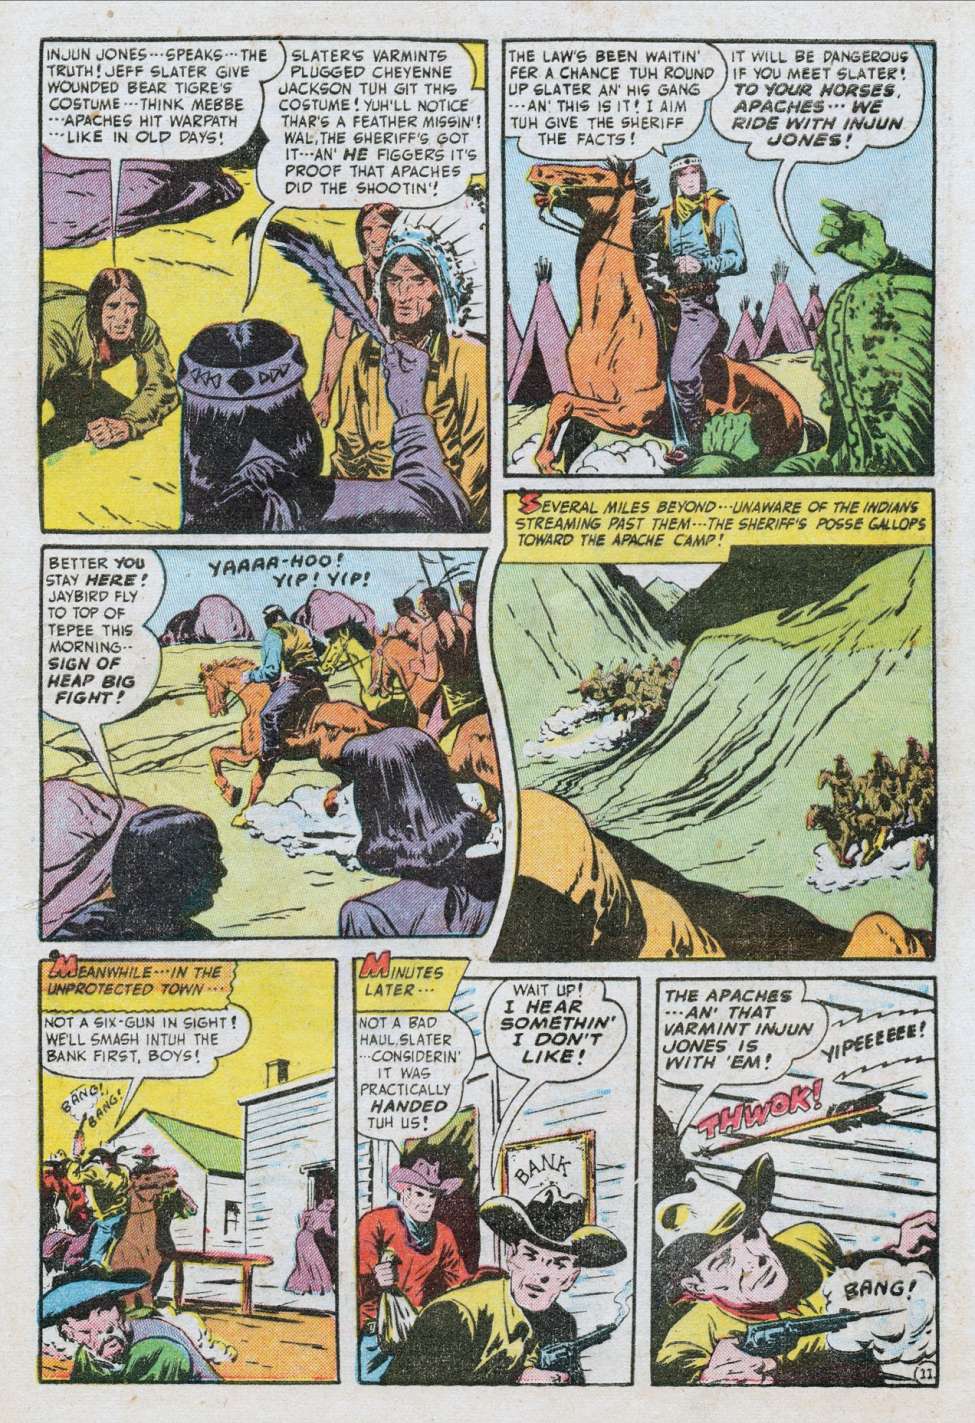 INJUN JONES---SPEAKS---THE
TRUTH! JEFF SLATER GIVE
WOUNDED BEAR TIGRE'S
COSTUME---THINK MEBBE
---APACHES HIT WARPATH
---LIKE IN OLD DAYS!
SLATER'S VARMINTS
PLUGGED CHEYENNE
JACKSON TUH GIT THIS
COSTUME! YUH'LL NOTICE
THAR'S A FEATHER MISSIN'!
WAL, THE SHERIFF'S GOT
IT---AN' HE FIGGERS IT'S
PROOF THAT APACHES
DID THE SHOOTIN'!
THE LAW'S BEEN WAITIN'
FER A CHANCE TUH ROUND
UP SLATER AN' HIS GANG
---AN' THIS IS IT! I AIM
TUH GIVE THE SHERIFF
THE FACTS!
IT WILL BE DANGEROUS
IF YOU MEET SLATER!
TO YOUR HORSES,
APACHES--- WE
RIDE WITH INJUN
JONES!
BETTER YOU
STAY HERE!
JAYBIRD FLY
TO TOP OF
TEPEE THIS
MORNING--
SIGN OF
HEAP BIG
FIGHT!
YAAAA-HOO!
YIP! YIP!
SEVERAL MILES BEYOND---UNAWARE OF THE INDIANS
STREAMING PAST THEM---THE SHERIFF'S POSSE GALLOPS
TOWARD THE APACHE CAMP!
MEANWHILE---IN THE
UNPROTECTED TOWN---
NOT A SIX-GUN IN SIGHT!
WE'LL SMASH INTUH THE
BANK FIRST, BOYS!
BANG!
BANG!
MINUTES
LATER---
NOT A BAD
HAUL, SLATER
---CONSIDERIN'
IT WAS
PRACTICALLY
HANDED
TUH US!
WAIT UP!
I HEAR
SOMETHIN'
I DON'T
LIKE!
BANK
THE APACHES
---AN' THAT
VARMINT INJUN
JONES IS
WITH 'EM!
YIPEEEEEE!
THWOK!
BANG!
11